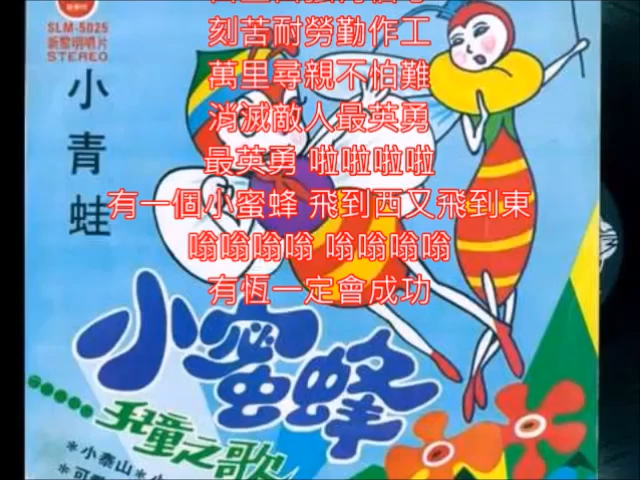 刻苦耐勞勤作工
萬里尋親不怕難
消滅敵人最英勇
最英勇 啦啦啦啦
有一個小蜜蜂 飛到西又飛到東
嗡嗡嗡嗡 嗡嗡嗡嗡
有恆一定會成功
SLM-5025
新黎明唱片
STEREO
小青蛙
小蜜蜂
兒童之歌
*小泰山*